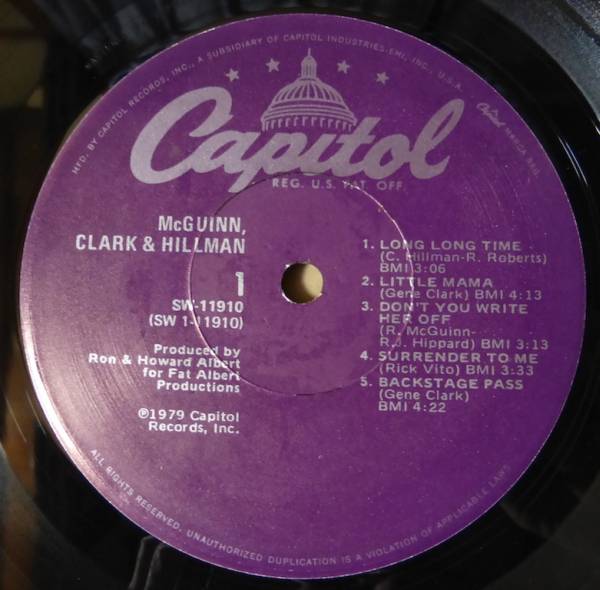 MFD. BY CAPITOL RECORDS, INC., A SUBSIDIARY OF CAPITOL INDUSTRIES-EMI, INC., U.S.A.
Capitol MARCA REG.
Capitol
REG. U.S. PAT. OFF.
McGUINN,
CLARK & HILLMAN
1
SW-11910
(SW 1-11910)
Produced by
Ron & Howard Albert
for Fat Albert
Productions
℗1979 Capitol
Records, Inc.
1. LONG LONG TIME
(C. Hillman-R. Roberts)
BMI 3:06
2. LITTLE MAMA
(Gene Clark) BMI 4:13
3. DON'T YOU WRITE
HER OFF
(R. McGuinn-
R.J. Hippard) BMI 3:13
4. SURRENDER TO ME
(Rick Vito) BMI 3:33
5. BACKSTAGE PASS
(Gene Clark)
BMI 4:22
ALL RIGHTS RESERVED. UNAUTHORIZED DUPLICATION IS A VIOLATION OF APPLICABLE LAWS